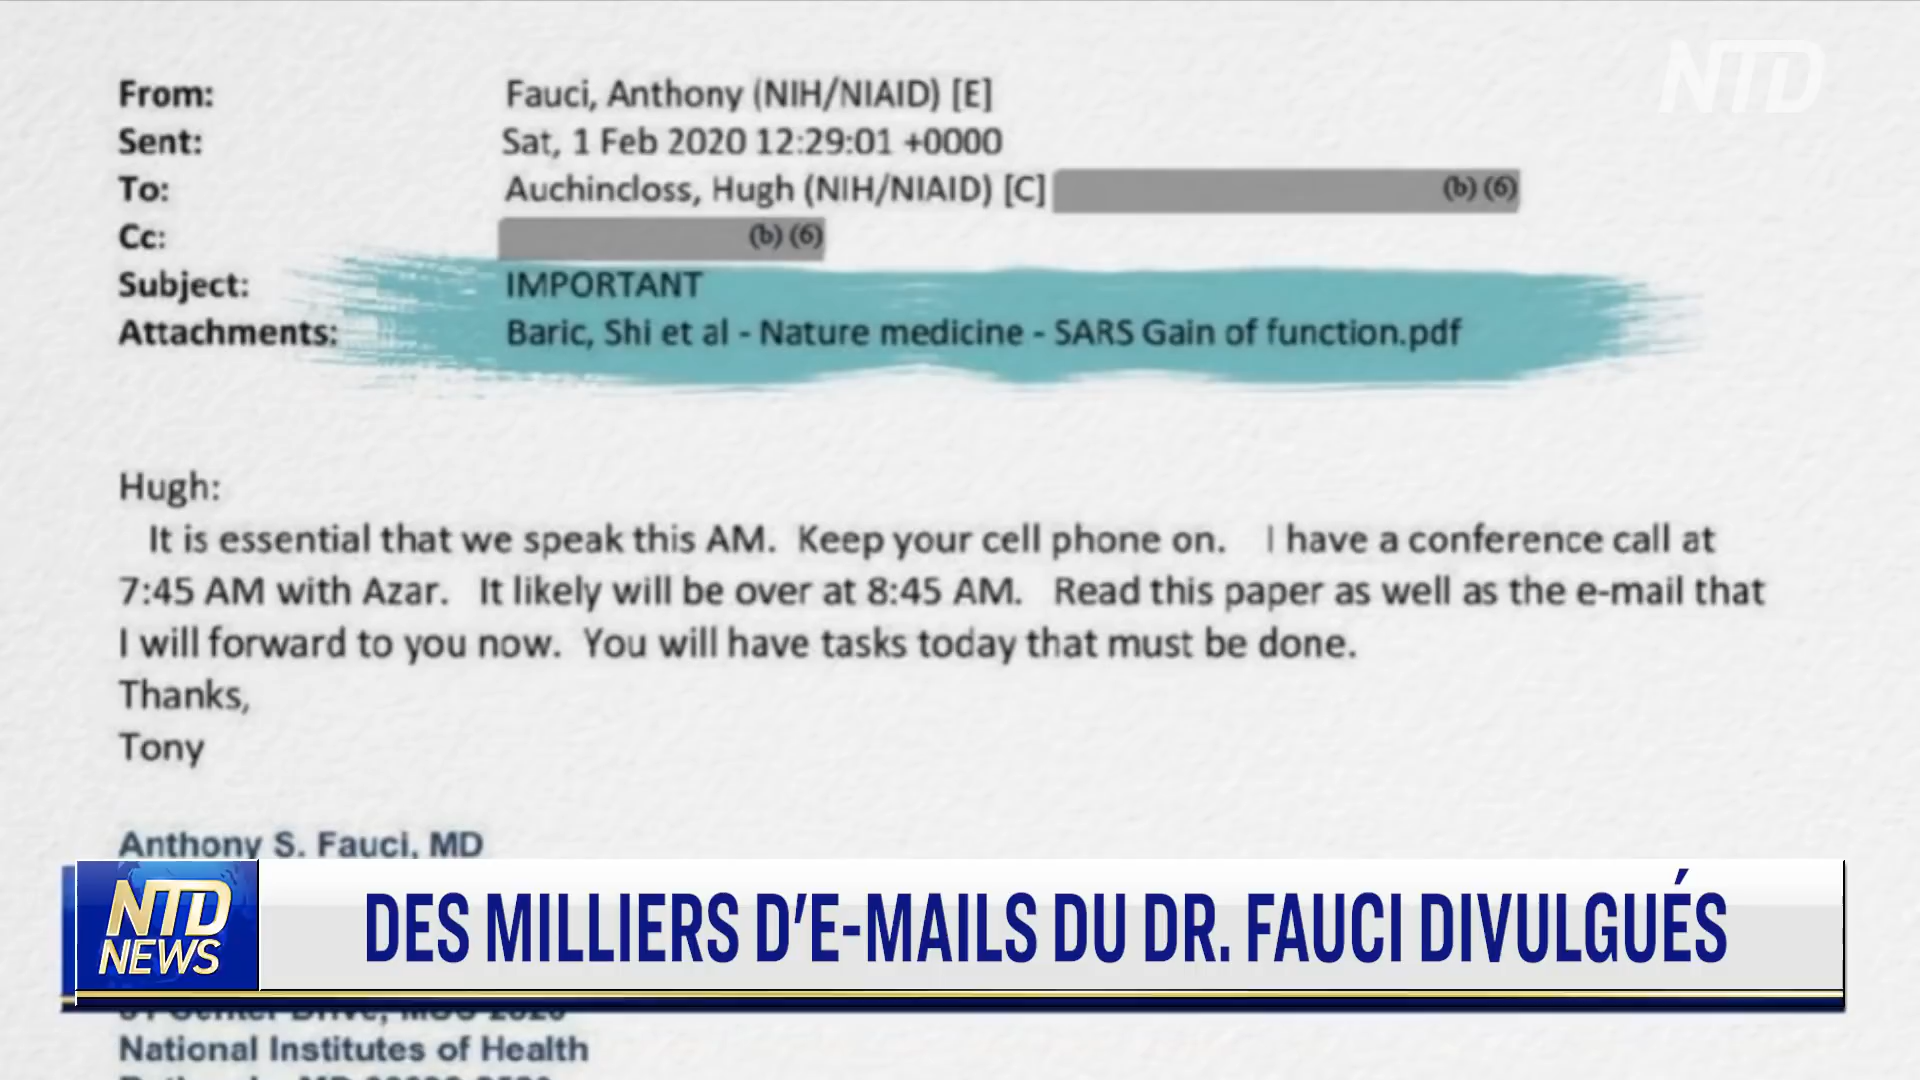 NTD
From: Fauci, Anthony (NIH/NIAID) [E]
Sent: Sat, 1 Feb 2020 12:29:01 +0000
To: Auchincloss, Hugh (NIH/NIAID) [C] (b) (6)
Cc: (b) (6)
Subject: IMPORTANT
Attachments: Baric, Shi et al - Nature medicine - SARS Gain of function.pdf
Hugh:
It is essential that we speak this AM. Keep your cell phone on. I have a conference call at
7:45 AM with Azar. It likely will be over at 8:45 AM. Read this paper as well as the e-mail that
I will forward to you now. You will have tasks today that must be done.
Thanks,
Tony
Anthony S. Fauci, MD
NTD
NEWS
DES MILLIERS D'E-MAILS DU DR. FAUCI DIVULGUÉS
National Institutes of Health